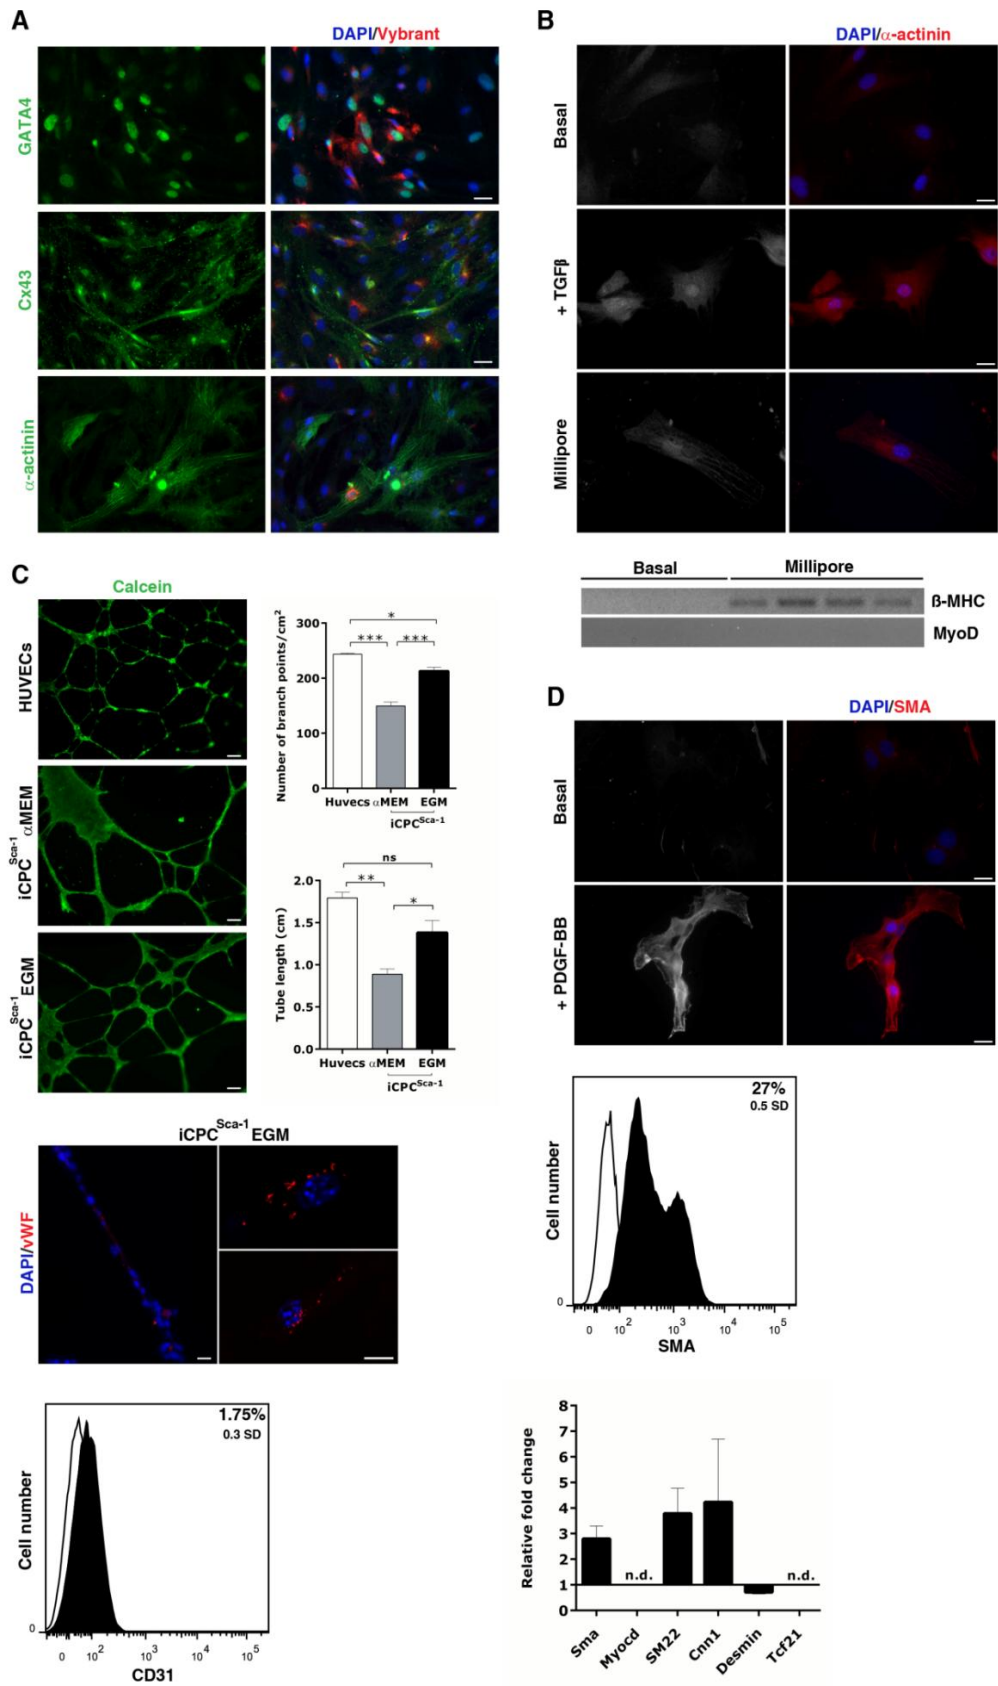 A
DAPI/Vybrant
GATA4
Cx43
α-actinin
B
DAPI/α-actinin
Basal
+ TGFβ
Millipore
Basal Millipore
ß-MHC
MyoD
C
Calcein
HUVECs
iCPC^Sca-1 αMEM
iCPC^Sca-1 EGM
Number of branch points/cm²
300
200
100
0
*
*** ***
Huvecs αMEM EGM
iCPC^Sca-1
Tube length (cm)
2.0
1.5
1.0
0.5
0.0
ns
**
*
Huvecs αMEM EGM
iCPC^Sca-1
iCPC^Sca-1 EGM
DAPI/vWF
1.75%
0.3 SD
Cell number
0
0 10² 10³ 10⁴ 10⁵
CD31
D
DAPI/SMA
Basal
+ PDGF-BB
27%
0.5 SD
Cell number
0
0 10² 10³ 10⁴ 10⁵
SMA
Relative fold change
8
7
6
5
4
3
2
1
0
n.d.
n.d.
Sma
Myocd
SM22
Cnn1
Desmin
Tcf21